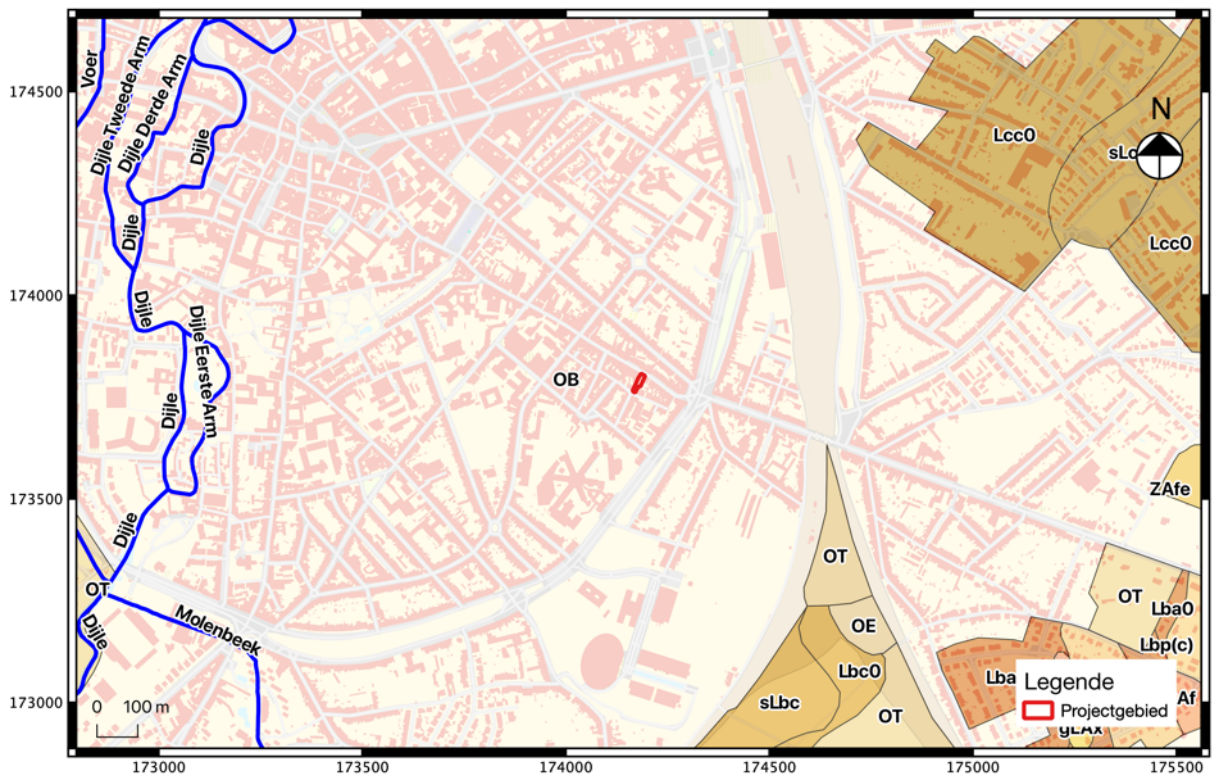 174500
174000
173500
173000
Voer
Dijle Tweede Arm
Dijle Derde Arm
Dijle
Dijle
Dijle
Dijle Eerste Arm
Dijle
Dijle
OT
Dijle
Molenbeek
0 100 m
OB
N
Lcc0
Lcc0
ZAfe
OT
OE
Lbc0
sLbc
OT
OT
Lba0
Lbp(c)
Lba
Af
gLAx
Legende
Projectgebied
173000 173500 174000 174500 175000 175500